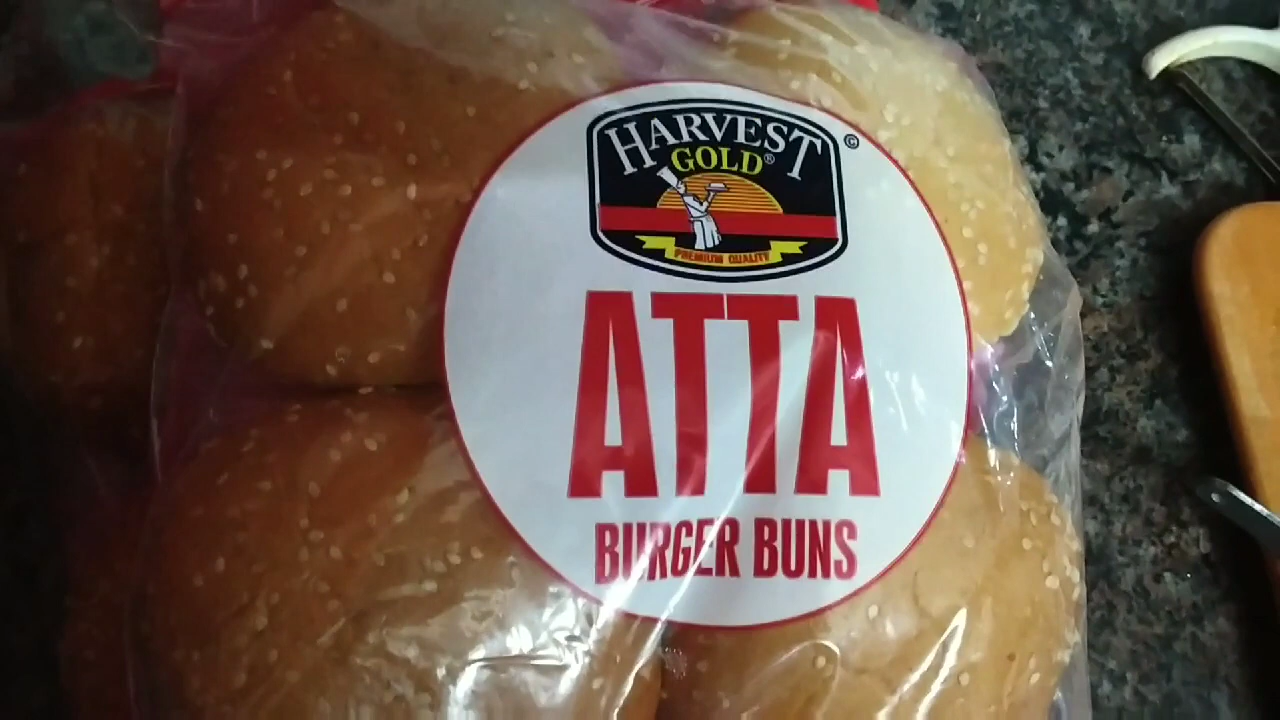 HARVEST
GOLD®
©
PREMIUM QUALITY
ATTA
BURGER BUNS